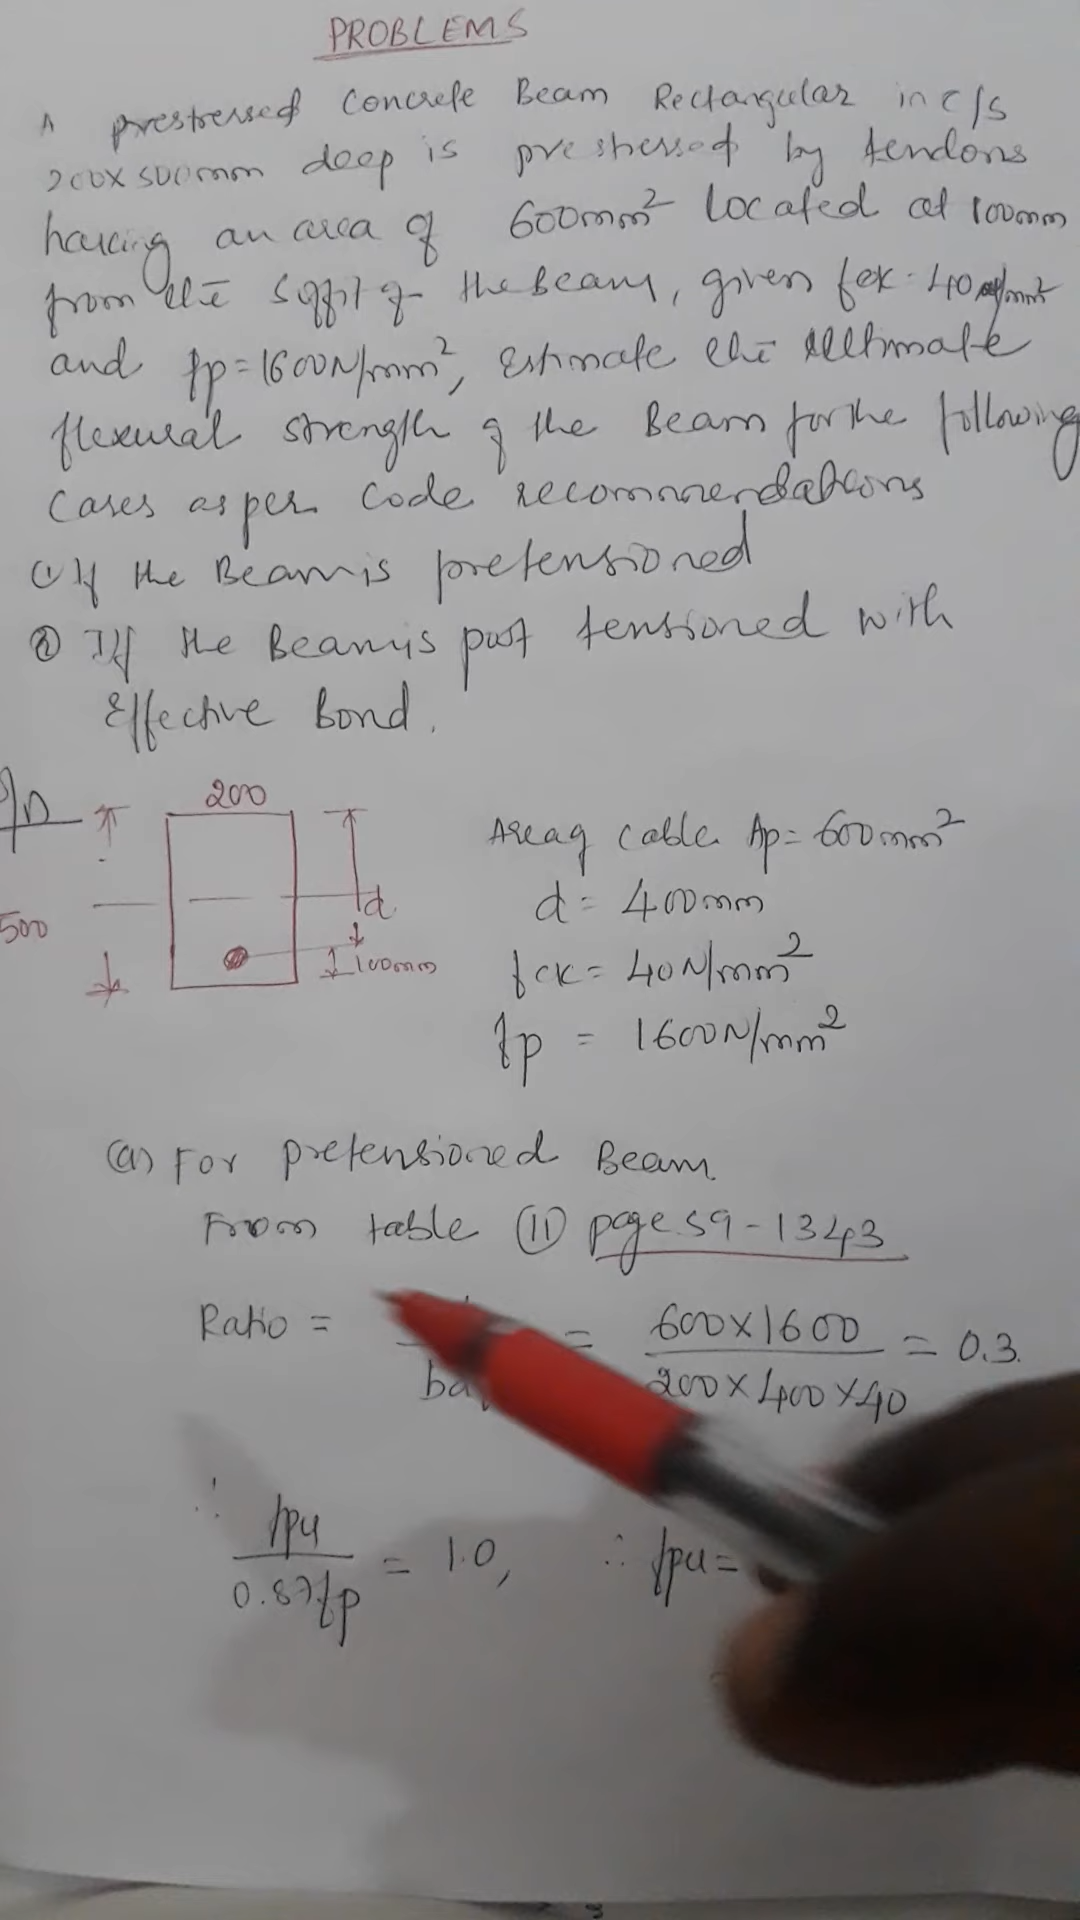 PROBLEMS
A prestressed Concrete Beam Rectangular in c/s
200x500mm deep is prestressed by tendons
having an area of 600mm² Located at 100mm
from the soffit of the Beam, given fck = 40N/mm²
and fp=1600N/mm², Estimate the Ultimate
flexural strength of the Beam for the following
Cases as per Code recommendations
(1) If the Beam is pretensioned
(2) If the Beam is post tensioned with
Effective Bond.
200
Area of cable Ap= 600mm²
d = 400mm
d
500
100mm
fck = 40N/mm²
fp = 1600N/mm²
(a) For pretensioned Beam
From table (11) page 59-1343
Ratio = = 600x1600 = 0.3
200x400x40
∴ fpu = 1.0, ∴ fpu=
0.87fp